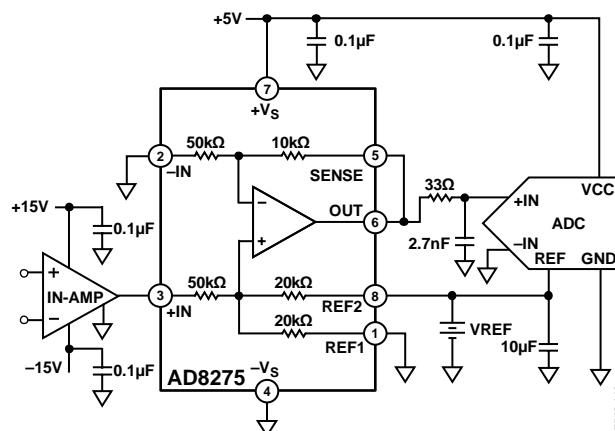 +5V
0.1µF
0.1µF
7
+VS
50kΩ
10kΩ
2
5
–IN
SENSE
VCC
33Ω
+IN
ADC
–IN
REF
GND
+15V
0.1µF
–
OUT
6
2.7nF
+
+
IN-AMP
–
3
50kΩ
+IN
20kΩ
8
REF2
20kΩ
1
REF1
VREF
10µF
–15V
0.1µF
–VS
AD8275
4